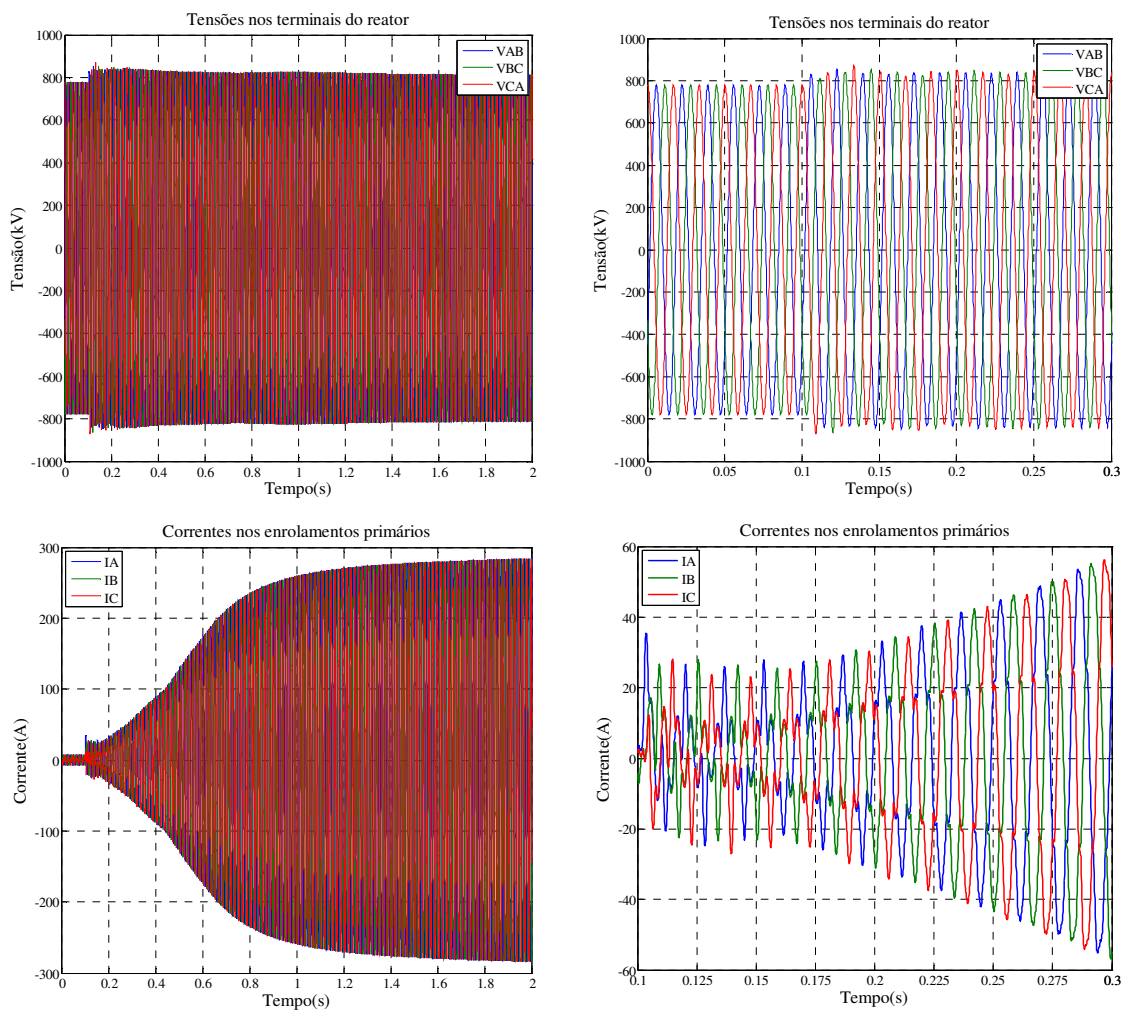 Tensões nos terminais do reator
1000
800
600
400
200
0
-200
-400
-600
-800
-1000
Tensão(kV)
VAB
VBC
VCA
0 0.2 0.4 0.6 0.8 1 1.2 1.4 1.6 1.8 2
Tempo(s)
Tensões nos terminais do reator
1000
800
600
400
200
0
-200
-400
-600
-800
-1000
Tensão(kV)
VAB
VBC
VCA
0 0.05 0.1 0.15 0.2 0.25 0.3
Tempo(s)
Correntes nos enrolamentos primários
300
200
100
0
-100
-200
-300
Corrente(A)
IA
IB
IC
0 0.2 0.4 0.6 0.8 1 1.2 1.4 1.6 1.8 2
Tempo(s)
Correntes nos enrolamentos primários
60
40
20
0
-20
-40
-60
Corrente(A)
IA
IB
IC
0.1 0.125 0.15 0.175 0.2 0.225 0.25 0.275 0.3
Tempo(s)